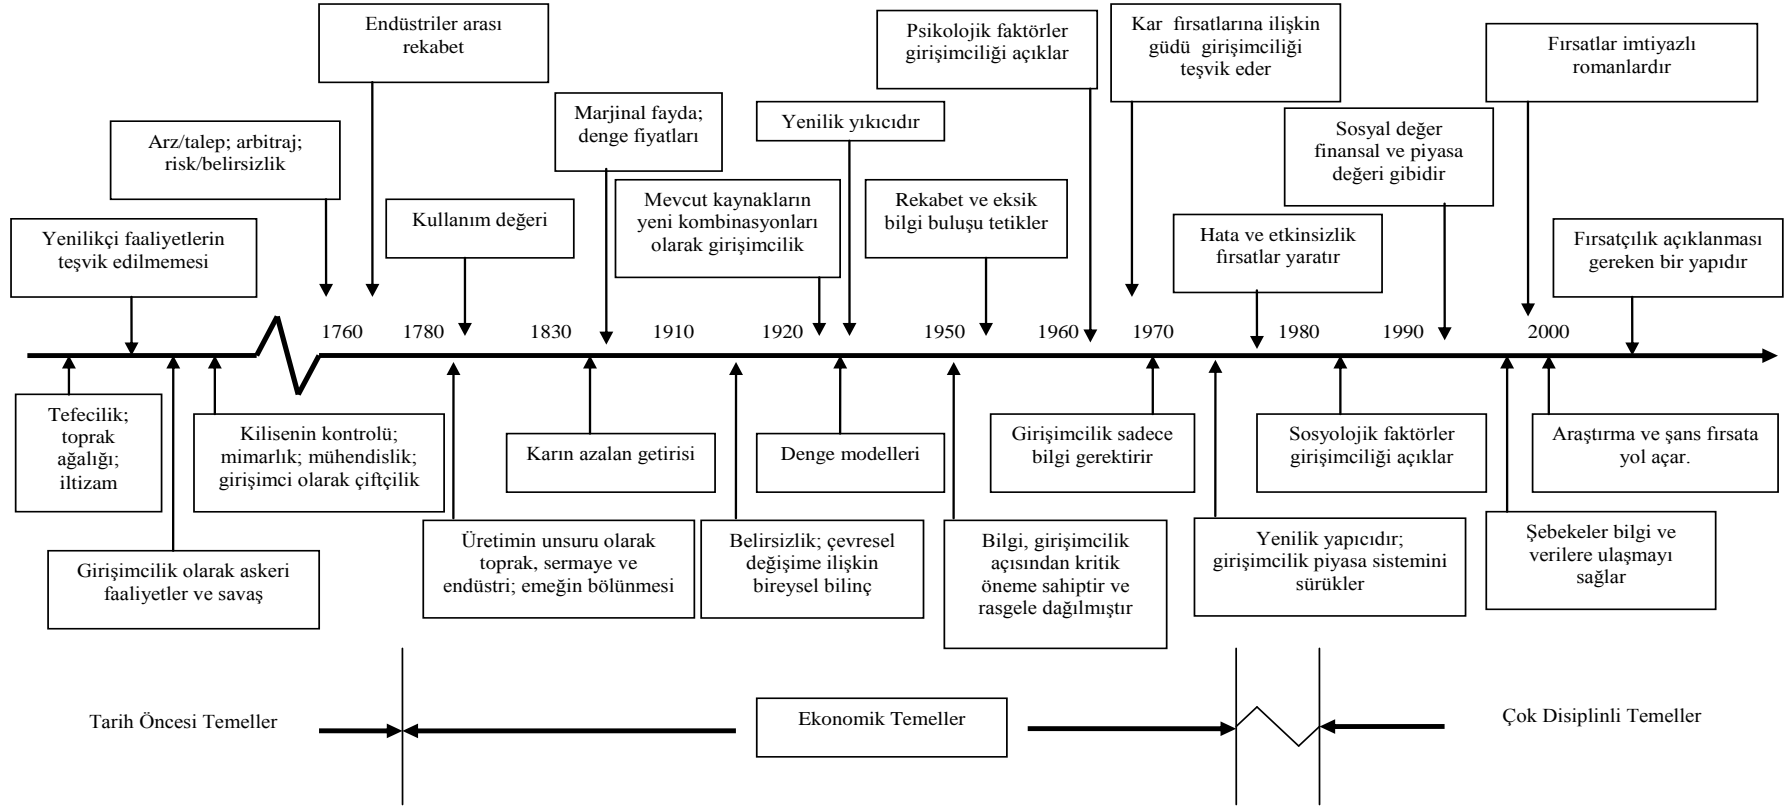 Endüstriler arası
rekabet
Psikolojik faktörler
girişimciliği açıklar
Kar fırsatlarına ilişkin
güdü girişimciliği
teşvik eder
Fırsatlar imtiyazlı
romanlardır
Arz/talep; arbitraj;
risk/belirsizlik
Marjinal fayda;
denge fiyatları
Yenilik yıkıcıdır
Sosyal değer
finansal ve piyasa
değeri gibidir
Yenilikçi faaliyetlerin
teşvik edilmemesi
Kullanım değeri
Mevcut kaynakların
yeni kombinasyonları
olarak girişimcilik
Rekabet ve eksik
bilgi buluşu tetikler
Hata ve etkinsizlik
fırsatlar yaratır
Fırsatçılık açıklanması
gereken bir yapıdır
1760 1780 1830 1910 1920 1950 1960 1970 1980 1990 2000
Tefecilik;
toprak
ağalığı;
iltizam
Kilisenin kontrolü;
mimarlık; mühendislik;
girişimci olarak çiftçilik
Karın azalan getirisi
Denge modelleri
Girişimcilik sadece
bilgi gerektirir
Sosyolojik faktörler
girişimciliği açıklar
Araştırma ve şans fırsata
yol açar.
Girişimcilik olarak askeri
faaliyetler ve savaş
Üretimin unsuru olarak
toprak, sermaye ve
endüstri; emeğin bölünmesi
Belirsizlik; çevresel
değişime ilişkin
bireysel bilinç
Bilgi, girişimcilik
açısından kritik
öneme sahiptir ve
rasgele dağılmıştır
Yenilik yapıcıdır;
girişimcilik piyasa sistemini
sürükler
Şebekeler bilgi ve
verilere ulaşmayı
sağlar
Tarih Öncesi Temeller
Ekonomik Temeller
Çok Disiplinli Temeller